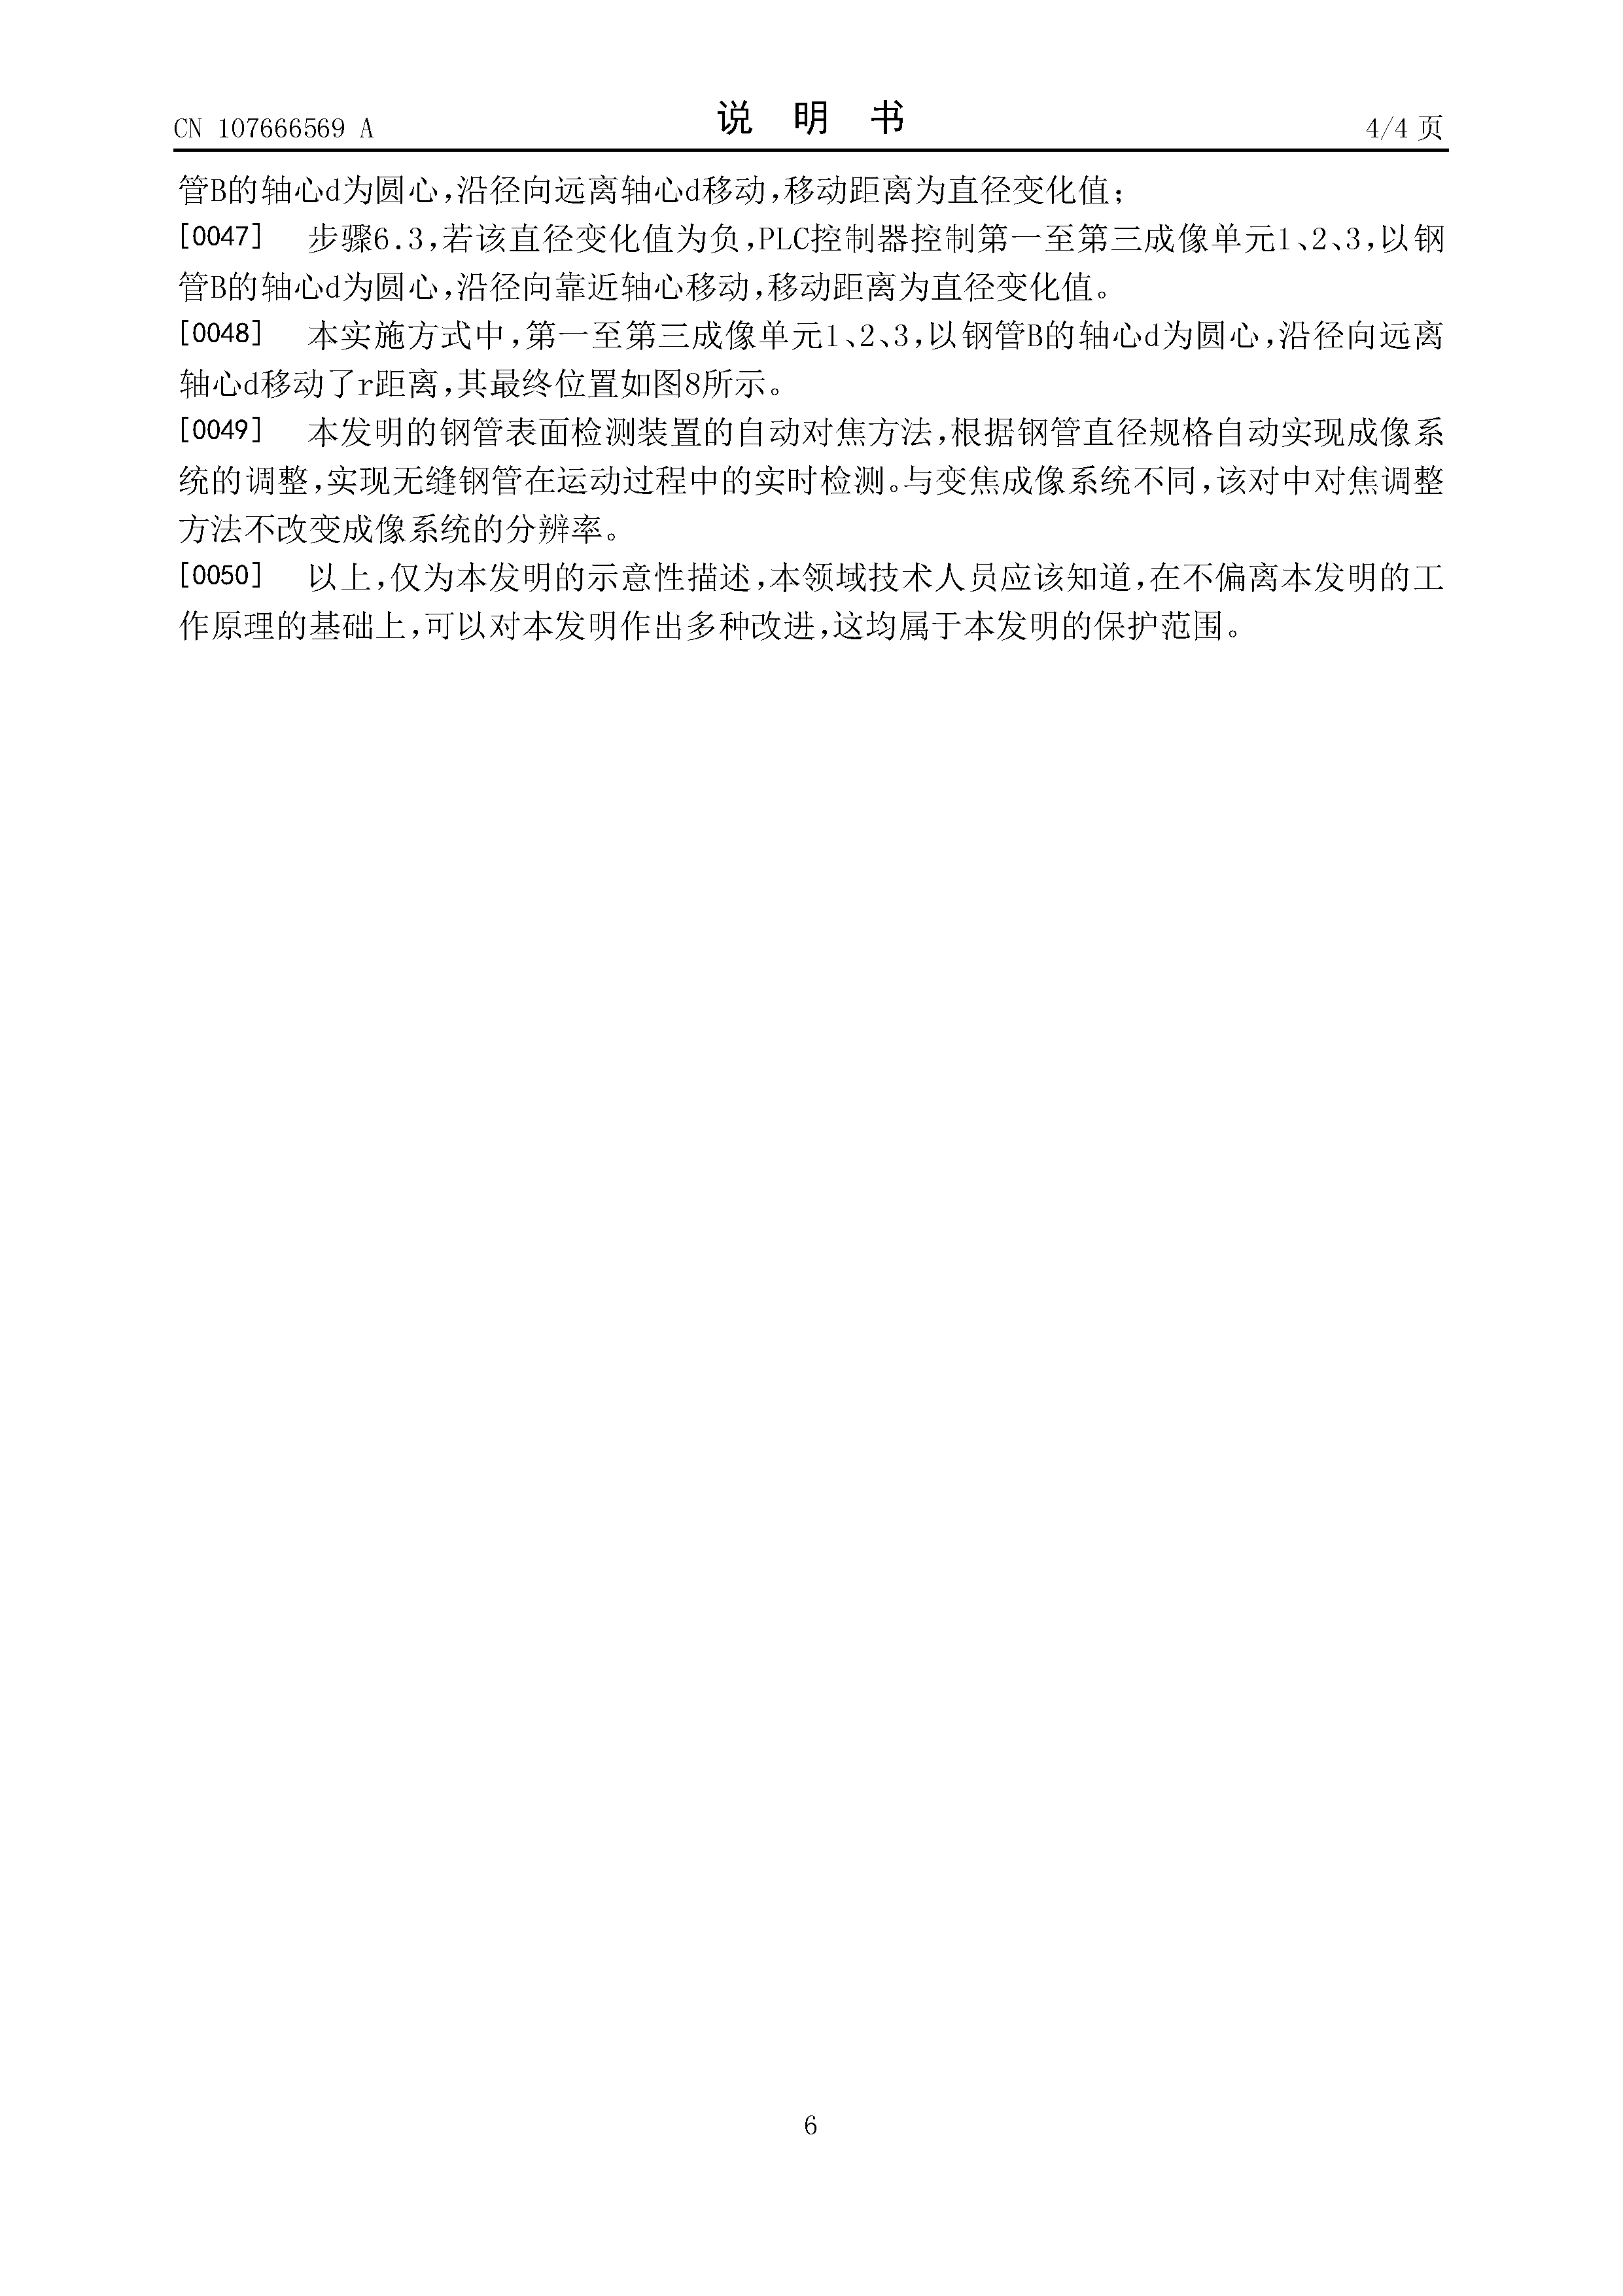 CN 107666569 A
说 明 书
4/4 页
管B的轴心d为圆心,沿径向远离轴心d移动,移动距离为直径变化值;
[0047] 步骤6.3,若该直径变化值为负,PLC控制器控制第一至第三成像单元1、2、3,以钢
管B的轴心d为圆心,沿径向靠近轴心移动,移动距离为直径变化值。
[0048] 本实施方式中,第一至第三成像单元1、2、3,以钢管B的轴心d为圆心,沿径向远离
轴心d移动了r距离,其最终位置如图8所示。
[0049] 本发明的钢管表面检测装置的自动对焦方法,根据钢管直径规格自动实现成像系
统的调整,实现无缝钢管在运动过程中的实时检测。与变焦成像系统不同,该对中对焦调整
方法不改变成像系统的分辨率。
[0050] 以上,仅为本发明的示意性描述,本领域技术人员应该知道,在不偏离本发明的工
作原理的基础上,可以对本发明作出多种改进,这均属于本发明的保护范围。
6